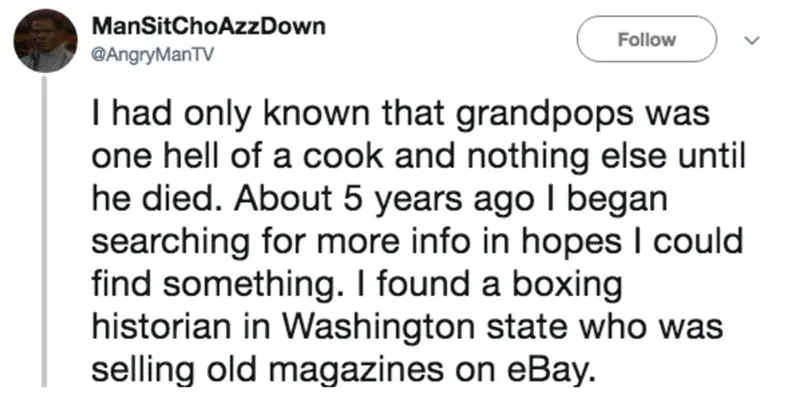 ManSitChoAzzDown
@AngryManTV
Follow
I had only known that grandpops was
one hell of a cook and nothing else until
he died. About 5 years ago I began
searching for more info in hopes I could
find something. I found a boxing
historian in Washington state who was
selling old magazines on eBay.